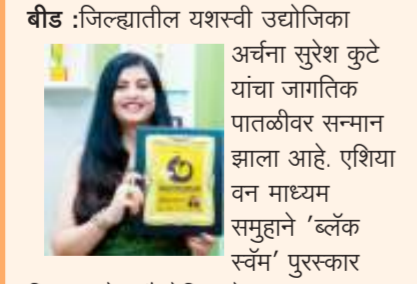 बीड :जिल्ह्यातील यशस्वी उद्योजिका
अर्चना सुरेश कुटे
यांचा जागतिक
पातळीवर सन्मान
झाला आहे. एशिया
वन माध्यम
समुहाने ’ब्लॅक
स्वॅम’ पुरस्कार